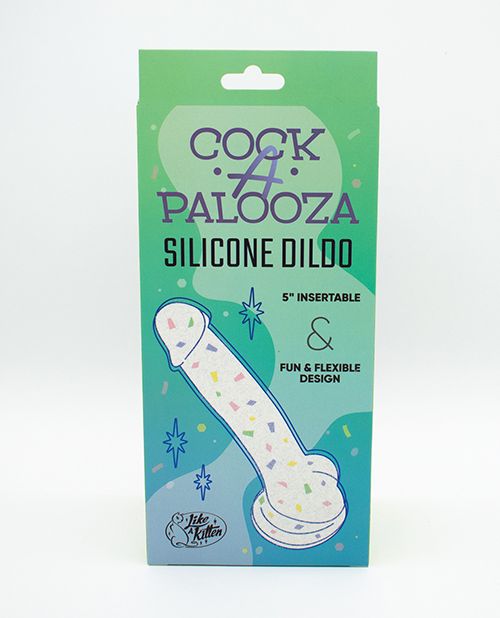 COCK
· A ·
PALOOZA
SILICONE DILDO
5" INSERTABLE
&
FUN & FLEXIBLE
DESIGN
Like
A
Kitten